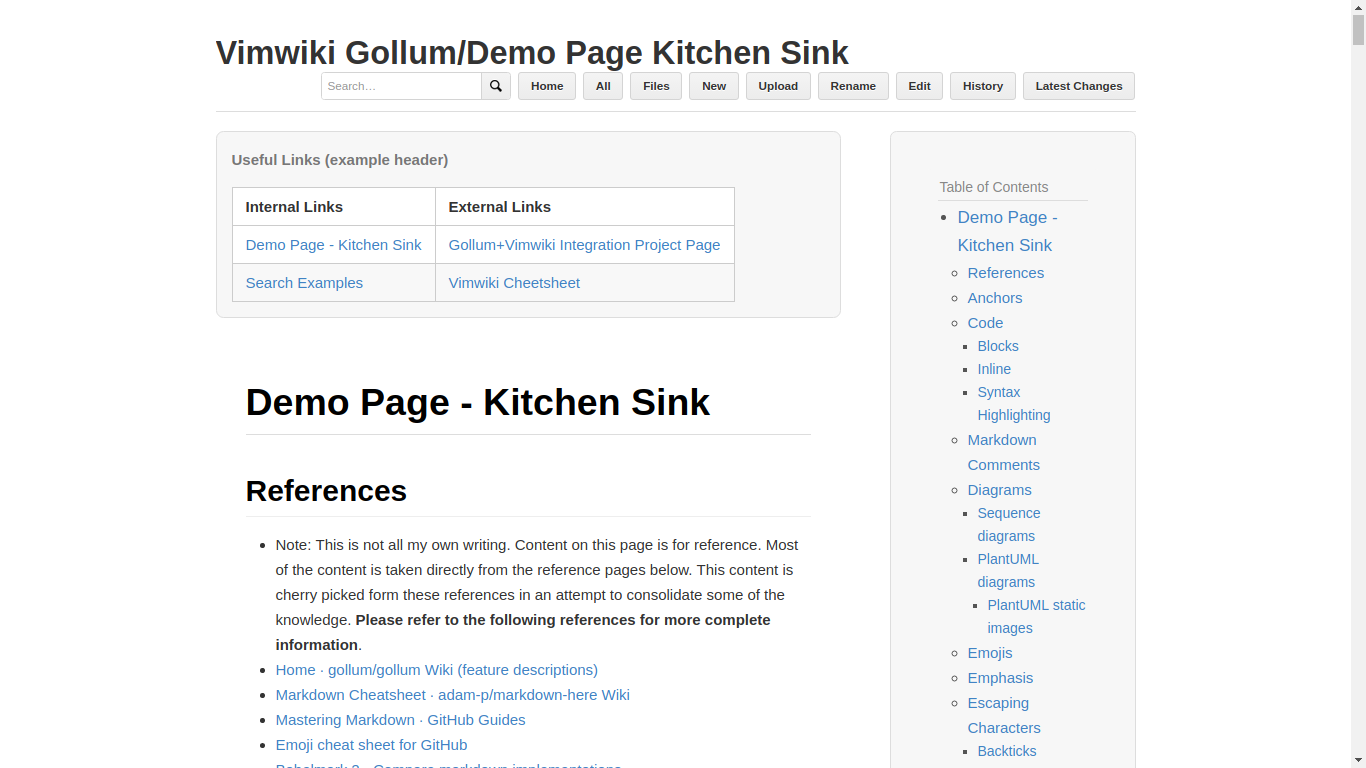 Vimwiki Gollum/Demo Page Kitchen Sink
Search…
Home
All
Files
New
Upload
Rename
Edit
History
Latest Changes
Useful Links (example header)
Internal Links External Links
Demo Page - Kitchen Sink Gollum+Vimwiki Integration Project Page
Search Examples Vimwiki Cheetsheet
Demo Page - Kitchen Sink
References
Note: This is not all my own writing. Content on this page is for reference. Most
of the content is taken directly from the reference pages below. This content is
cherry picked form these references in an attempt to consolidate some of the
knowledge. Please refer to the following references for more complete
information.
Home · gollum/gollum Wiki (feature descriptions)
Markdown Cheatsheet · adam-p/markdown-here Wiki
Mastering Markdown · GitHub Guides
Emoji cheat sheet for GitHub
Table of Contents
Demo Page -
Kitchen Sink
References
Anchors
Code
Blocks
Inline
Syntax
Highlighting
Markdown
Comments
Diagrams
Sequence
diagrams
PlantUML
diagrams
PlantUML static
images
Emojis
Emphasis
Escaping
Characters
Backticks